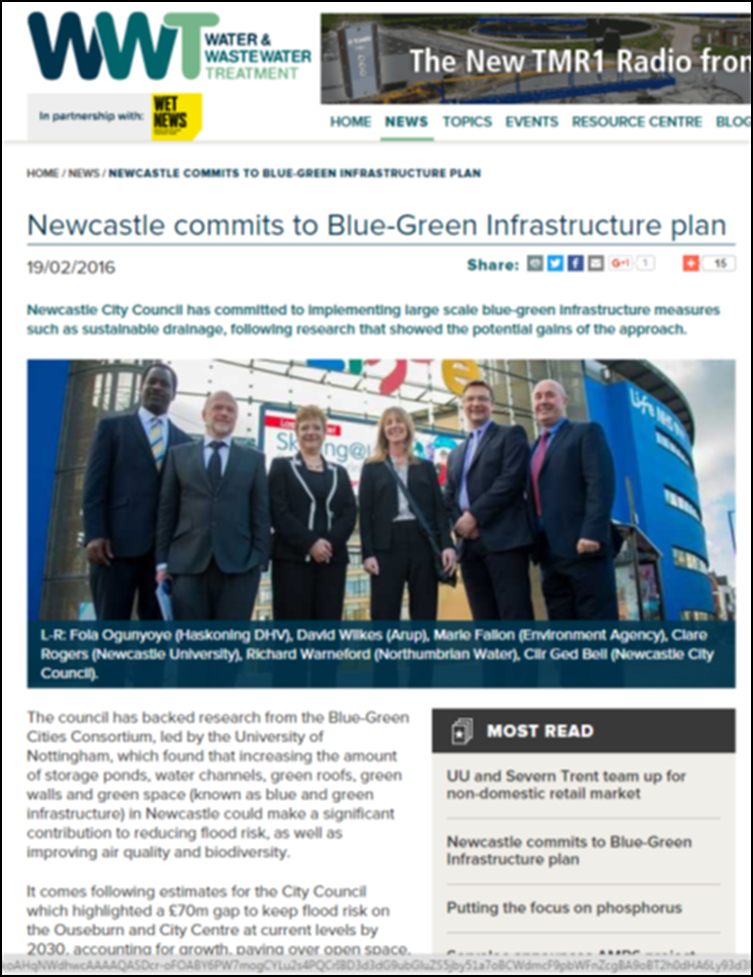 WWT WATER &
WASTEWATER
TREATMENT
The New TMR1 Radio from
In partnership with: WET
NEWS
HOME NEWS TOPICS EVENTS RESOURCE CENTRE BLOG
HOME / NEWS / NEWCASTLE COMMITS TO BLUE-GREEN INFRASTRUCTURE PLAN
Newcastle commits to Blue-Green Infrastructure plan
19/02/2016
Share: G+1 1 15
Newcastle City Council has committed to implementing large scale blue-green infrastructure measures
such as sustainable drainage, following research that showed the potential gains of the approach.
L-R: Fola Ogunyoye (Haskoning DHV), David Wilkes (Arup), Marie Fallon (Environment Agency), Clare
Rogers (Newcastle University), Richard Warneford (Northumbrian Water), Cllr Ged Bell (Newcastle City
Council).
The council has backed research from the Blue-Green
Cities Consortium, led by the University of
Nottingham, which found that increasing the amount
of storage ponds, water channels, green roofs, green
walls and green space (known as blue and green
infrastructure) in Newcastle could make a significant
contribution to reducing flood risk, as well as
improving air quality and biodiversity.
It comes following estimates for the City Council
which highlighted a £70m gap to keep flood risk on
the Ouseburn and City Centre at current levels by
2030, accounting for growth, paving over open space,
MOST READ
UU and Severn Trent team up for
non-domestic retail market
Newcastle commits to Blue-Green
Infrastructure plan
Putting the focus on phosphorus